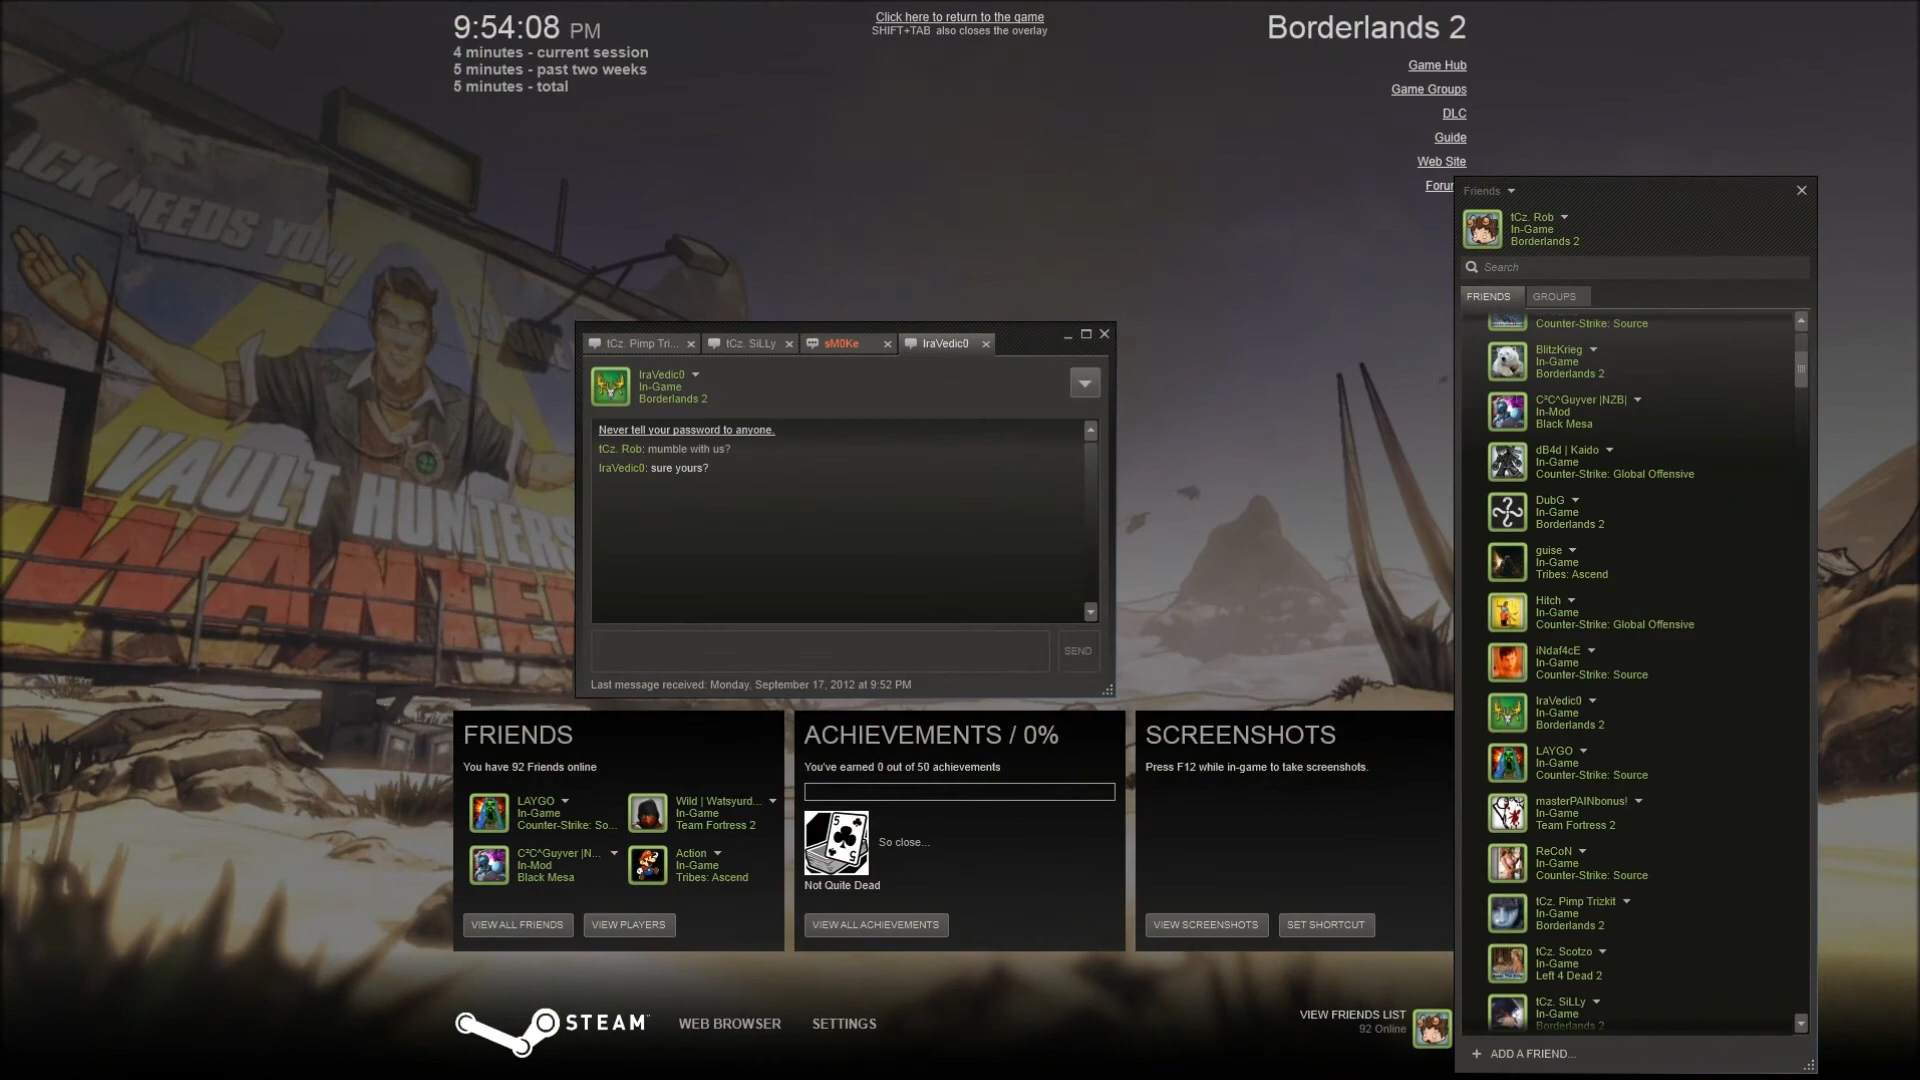 9:54:08 PM
4 minutes - current session
5 minutes - past two weeks
5 minutes - total
Click here to return to the game
SHIFT+TAB also closes the overlay
Borderlands 2
Game Hub
Game Groups
DLC
Guide
Web Site
Forum
NEEDS YOU!
VAULT HUNTERS
WANTED
tCz. Pimp Tri...
tCz. SiLLy
sM0Ke
IraVedic0
IraVedic0
In-Game
Borderlands 2
Never tell your password to anyone.
tCz. Rob: mumble with us?
IraVedic0: sure yours?
SEND
Last message received: Monday, September 17, 2012 at 9:52 PM
FRIENDS
You have 92 Friends online
LAYGO
In-Game
Counter-Strike: So...
Wild | Watsyurd...
In-Game
Team Fortress 2
C²C^Guyver |N...
In-Mod
Black Mesa
Action
In-Game
Tribes: Ascend
VIEW ALL FRIENDS
VIEW PLAYERS
ACHIEVEMENTS / 0%
You've earned 0 out of 50 achievements
So close...
Not Quite Dead
VIEW ALL ACHIEVEMENTS
SCREENSHOTS
Press F12 while in-game to take screenshots.
VIEW SCREENSHOTS
SET SHORTCUT
STEAM
WEB BROWSER
SETTINGS
VIEW FRIENDS LIST
92 Online
Friends
tCz. Rob
In-Game
Borderlands 2
Search
FRIENDS
GROUPS
Counter-Strike: Source
BlitzKrieg
In-Game
Borderlands 2
C²C^Guyver |NZB|
In-Mod
Black Mesa
dB4d | Kaido
In-Game
Counter-Strike: Global Offensive
DubG
In-Game
Borderlands 2
guise
In-Game
Tribes: Ascend
Hitch
In-Game
Counter-Strike: Global Offensive
iNdaf4cE
In-Game
Counter-Strike: Source
IraVedic0
In-Game
Borderlands 2
LAYGO
In-Game
Counter-Strike: Source
masterPAINbonus!
In-Game
Team Fortress 2
ReCoN
In-Game
Counter-Strike: Source
tCz. Pimp Trizkit
In-Game
Borderlands 2
tCz. Scotzo
In-Game
Left 4 Dead 2
tCz. SiLLy
In-Game
Borderlands 2
+ ADD A FRIEND...